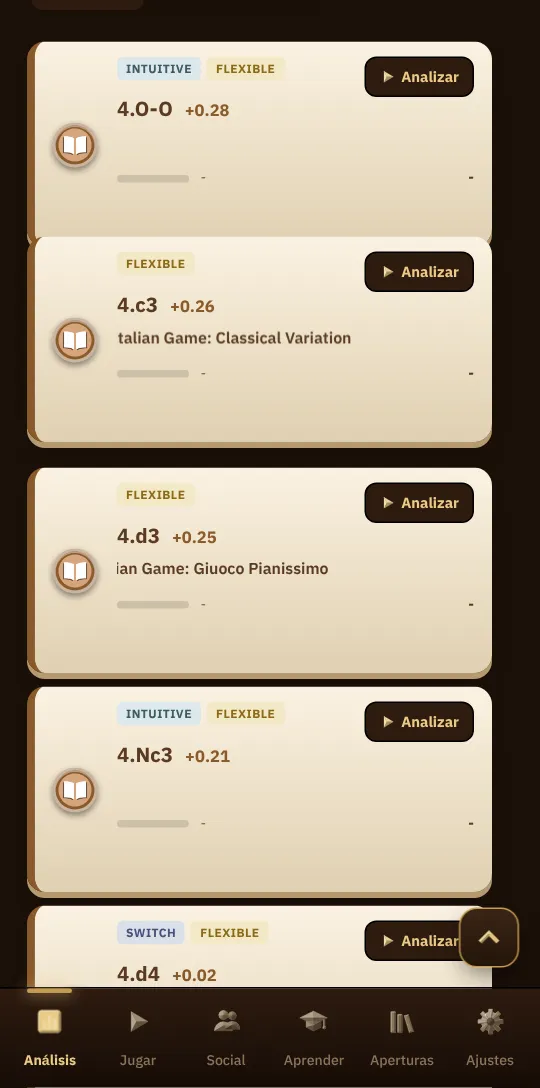 INTUITIVE FLEXIBLE
Analizar
4.O-O +0.28
- -
FLEXIBLE
Analizar
4.c3 +0.26
talian Game: Classical Variation
- -
FLEXIBLE
Analizar
4.d3 +0.25
ian Game: Giuoco Pianissimo
- -
INTUITIVE FLEXIBLE
Analizar
4.Nc3 +0.21
- -
SWITCH FLEXIBLE
Analizar
4.d4 +0.02
Análisis Jugar Social Aprender Aperturas Ajustes